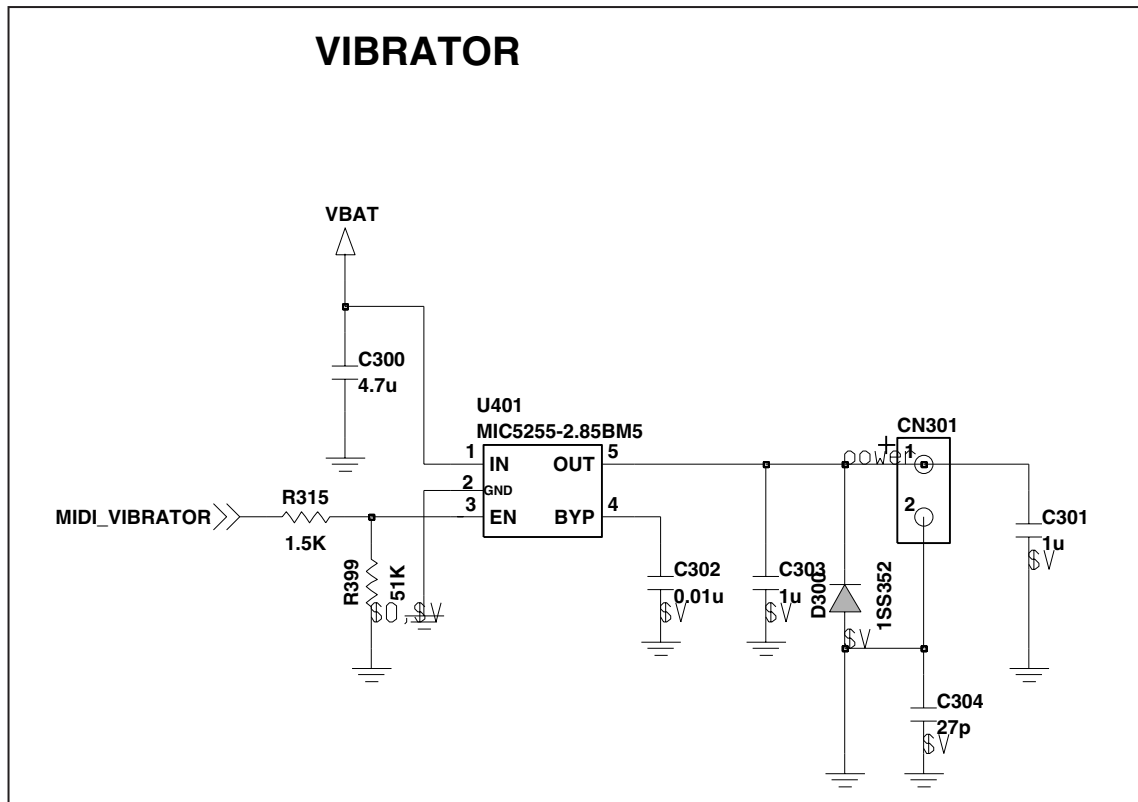 VIBRATOR
VBAT
C300
4.7u
U401
MIC5255-2.85BM5
1 IN OUT 5
2 GND
3 EN BYP 4
MIDI_VIBRATOR
R315
1.5K
R399
51K
$O,$V
C302
0.01u
$V
C303
1u
$V
D300
1SS352
$V
CN301
+
power
1
2
C301
1u
$V
C304
27p
$V